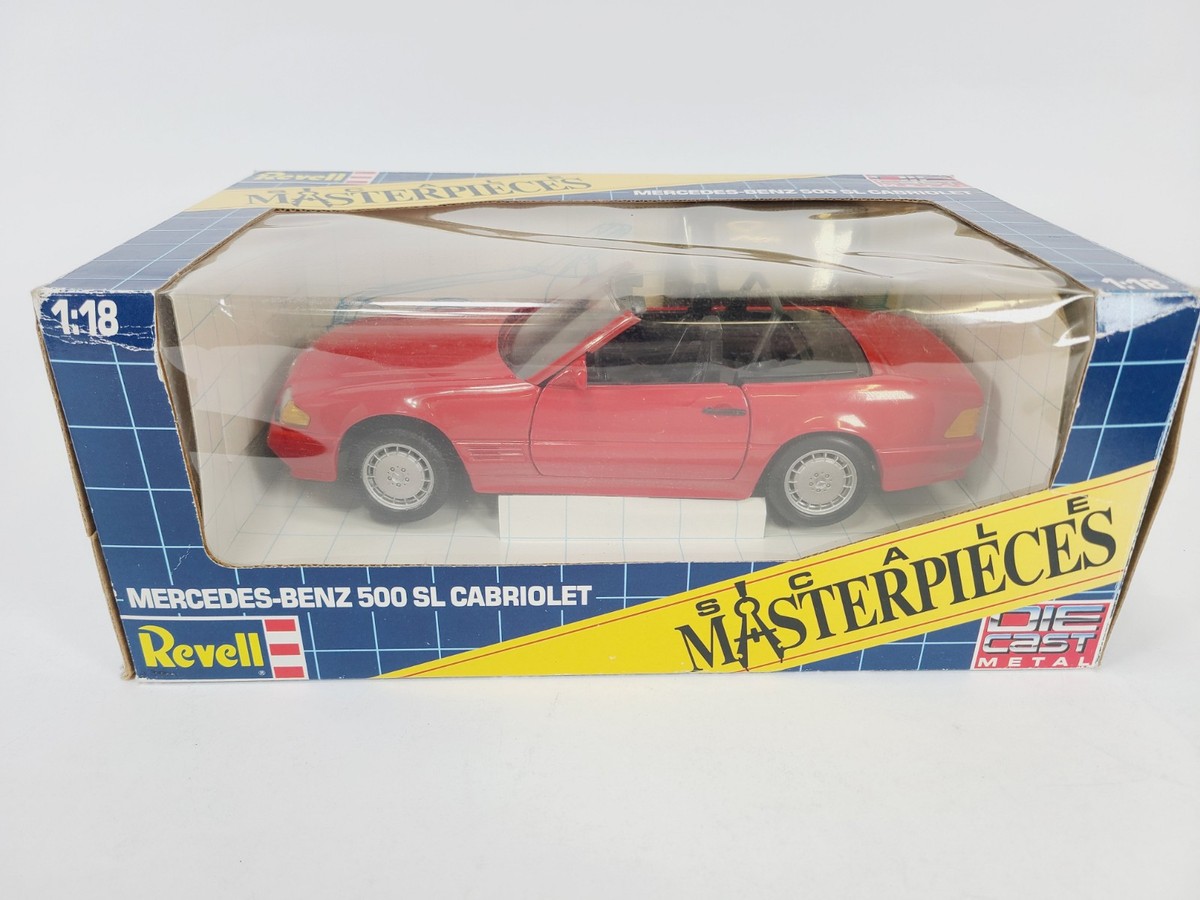 Revell
SCALE
MASTERPIECES
MERCEDES-BENZ 500 SL CABRIOLET
1:18
1:18
MERCEDES-BENZ 500 SL CABRIOLET
Revell
SCALE
MASTERPIECES
DIE
CAST
METAL